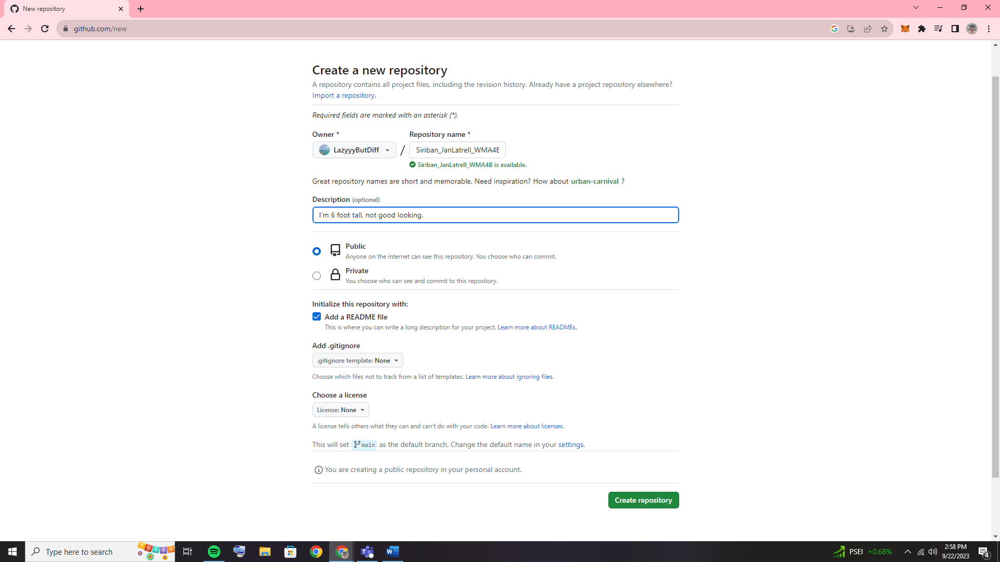 New repository
github.com/new
Create a new repository
A repository contains all project files, including the revision history. Already have a project repository elsewhere?
Import a repository.
Required fields are marked with an asterisk (*).
Owner *
Repository name *
LazyyyButDiff
/
Siriban_JanLatrell_WMA4B
Siriban_JanLatrell_WMA4B is available.
Great repository names are short and memorable. Need inspiration? How about urban-carnival ?
Description (optional)
I'm 6 foot tall, not good looking.
Public
Anyone on the internet can see this repository. You choose who can commit.
Private
You choose who can see and commit to this repository.
Initialize this repository with:
Add a README file
This is where you can write a long description for your project. Learn more about READMEs.
Add .gitignore
.gitignore template: None
Choose which files not to track from a list of templates. Learn more about ignoring files.
Choose a license
License: None
A license tells others what they can and can't do with your code. Learn more about licenses.
This will set main as the default branch. Change the default name in your settings.
You are creating a public repository in your personal account.
Create repository
Type here to search
PSEI +0.68%
2:58 PM
9/22/2023
4